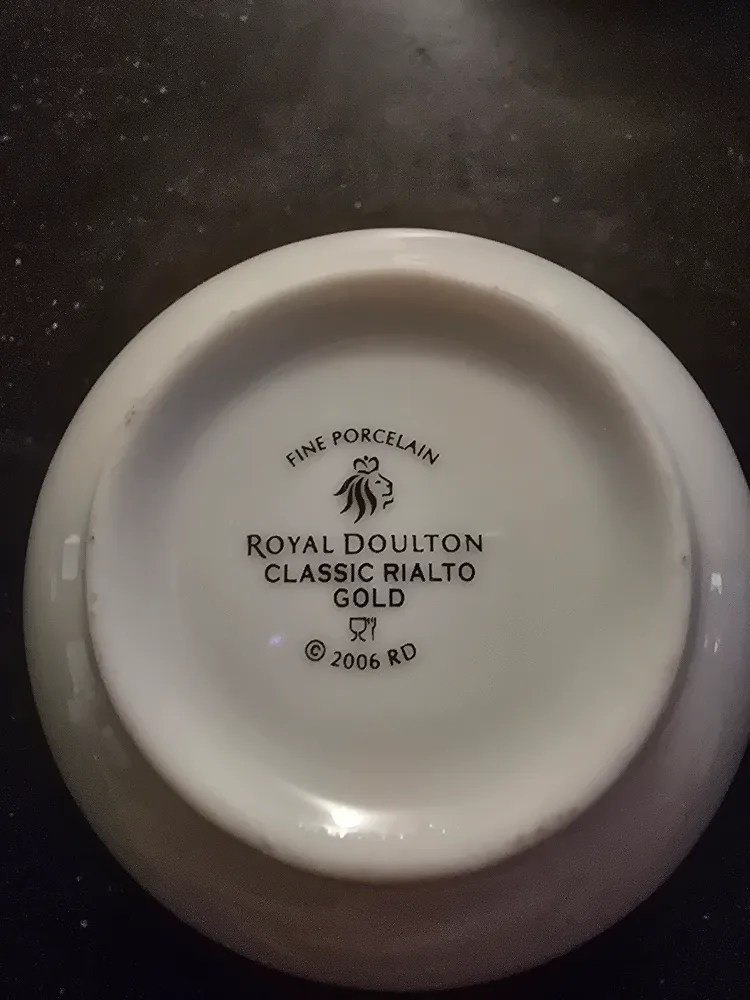 FINE PORCELAIN
ROYAL DOULTON
CLASSIC RIALTO
GOLD
© 2006 RD